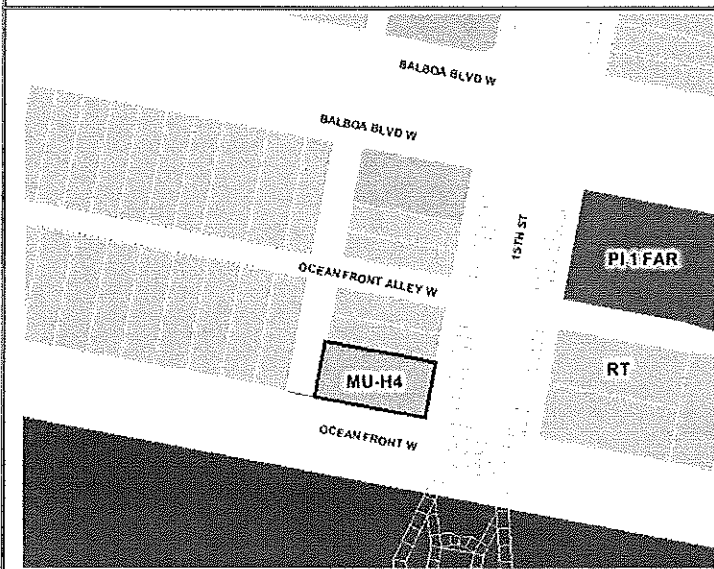 BALBOA BLVD W
BALBOA BLVD W
15TH ST
PI 1 FAR
OCEAN FRONT ALLEY W
RT
MU-H4
OCEAN FRONT W